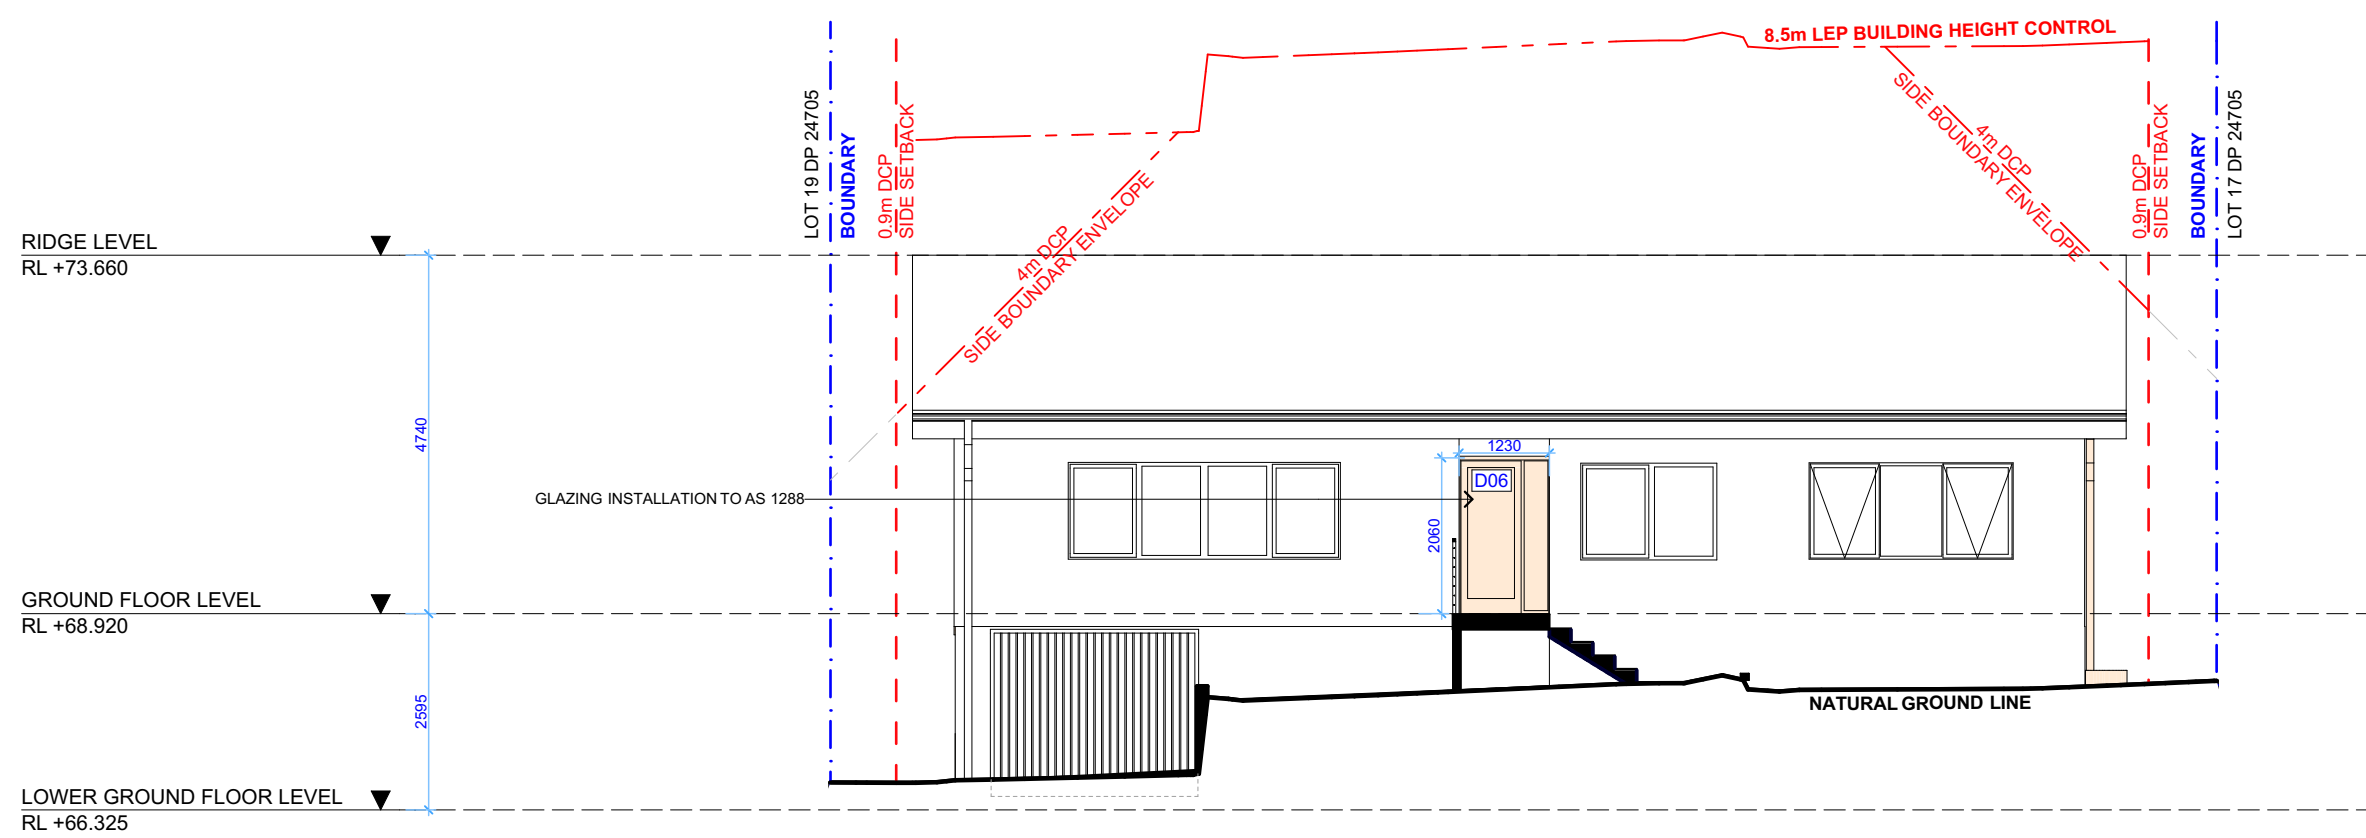 8.5m LEP BUILDING HEIGHT CONTROL
LOT 19 DP 24705
BOUNDARY
0.9m DCP
SIDE SETBACK
4m DCP
SIDE BOUNDARY ENVELOPE
4m DCP
SIDE BOUNDARY ENVELOPE
0.9m DCP
SIDE SETBACK
BOUNDARY
LOT 17 DP 24705
RIDGE LEVEL
RL +73.660
4740
1230
D06
GLAZING INSTALLATION TO AS 1288
2060
GROUND FLOOR LEVEL
RL +68.920
2595
NATURAL GROUND LINE
LOWER GROUND FLOOR LEVEL
RL +66.325